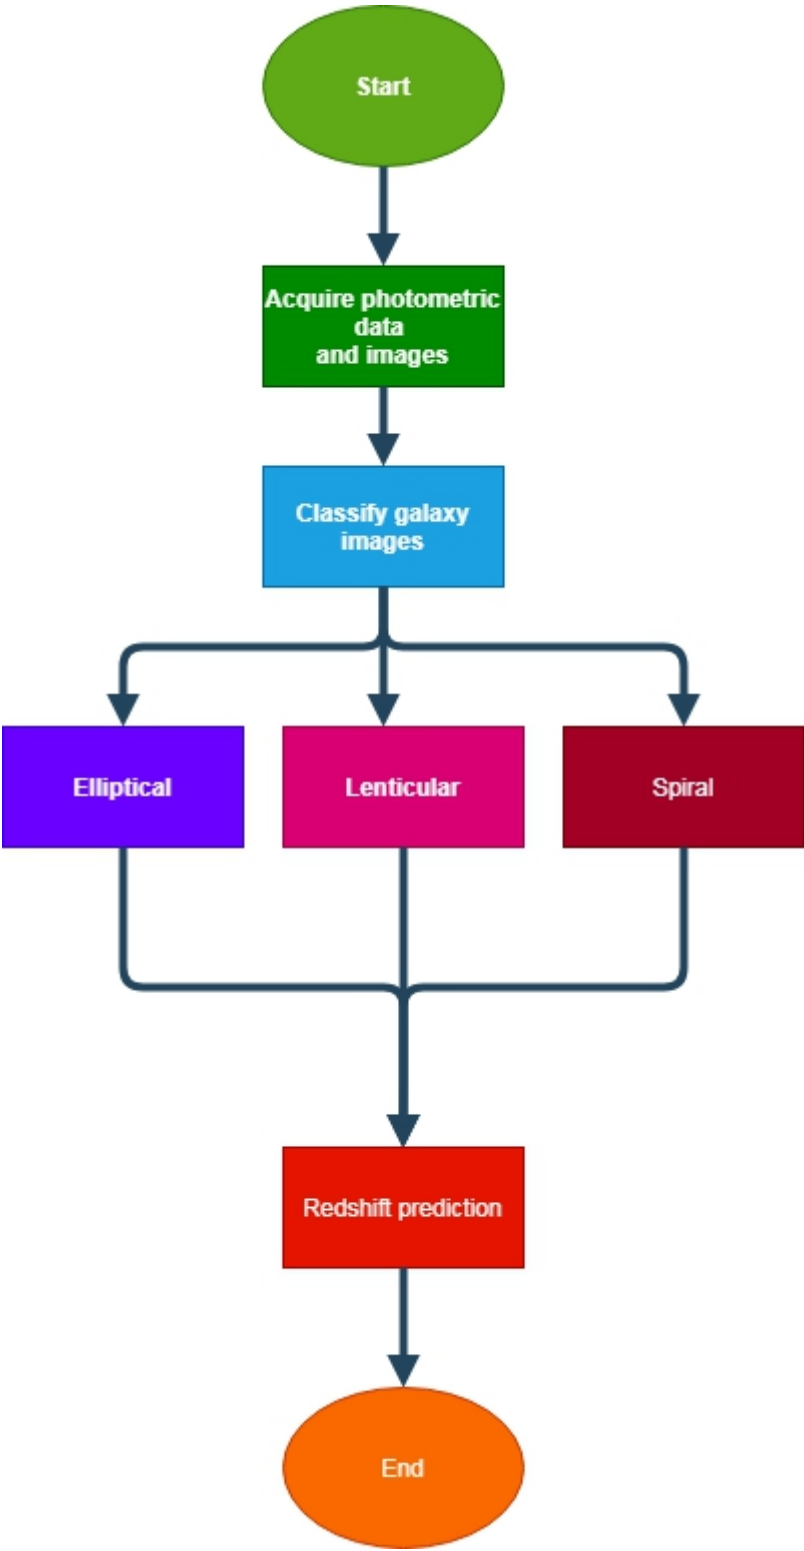 Start
Acquire photometric
data
and images
Classify galaxy
images
Elliptical
Lenticular
Spiral
Redshift prediction
End